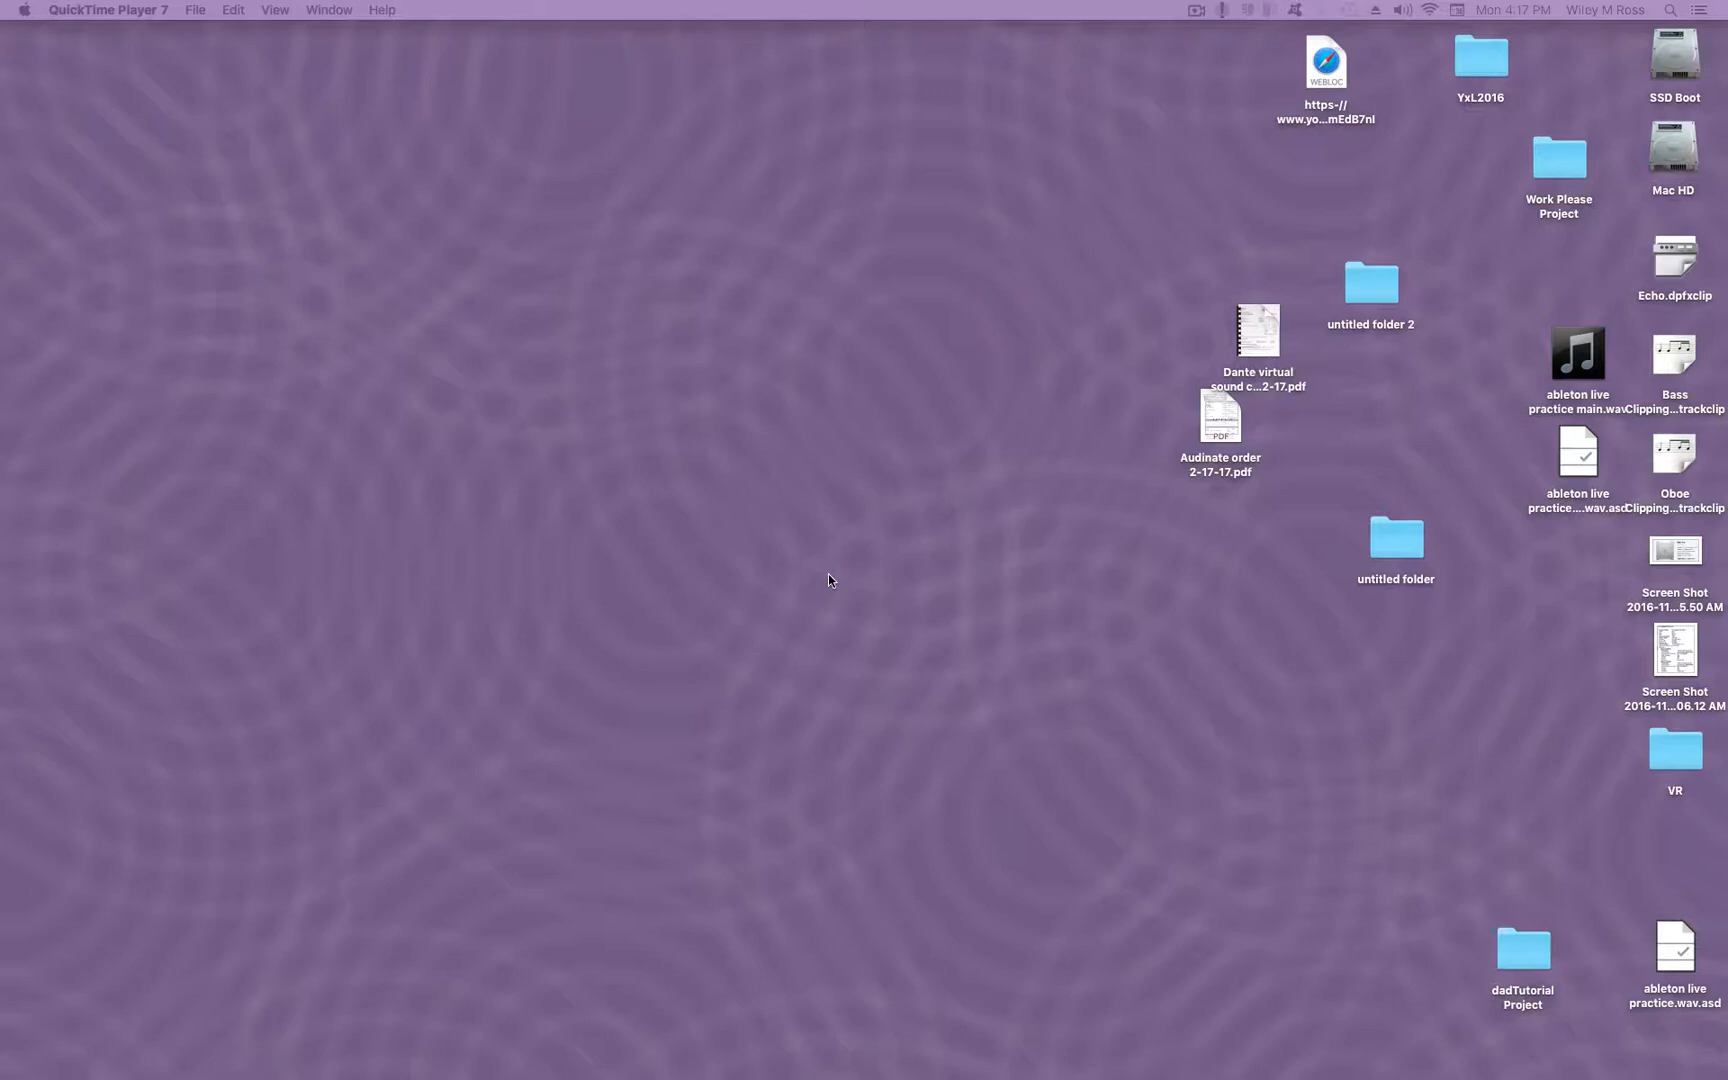 QuickTime Player 7 File Edit View Window Help Mon 4:17 PM Wiley M Ross
WEBLOC
https-//
www.yo...mEdB7nI
YxL2016
SSD Boot
Work Please
Project
Mac HD
untitled folder 2
Echo.dpfxclip
Dante virtual
sound c...2-17.pdf
PDF
Audinate order
2-17-17.pdf
ableton live
practice main.wav
Bass
Clipping...trackclip
ableton live
practice....wav.asd
Oboe
Clipping...trackclip
untitled folder
Screen Shot
2016-11...5.50 AM
Screen Shot
2016-11...06.12 AM
VR
dadTutorial
Project
ableton live
practice.wav.asd